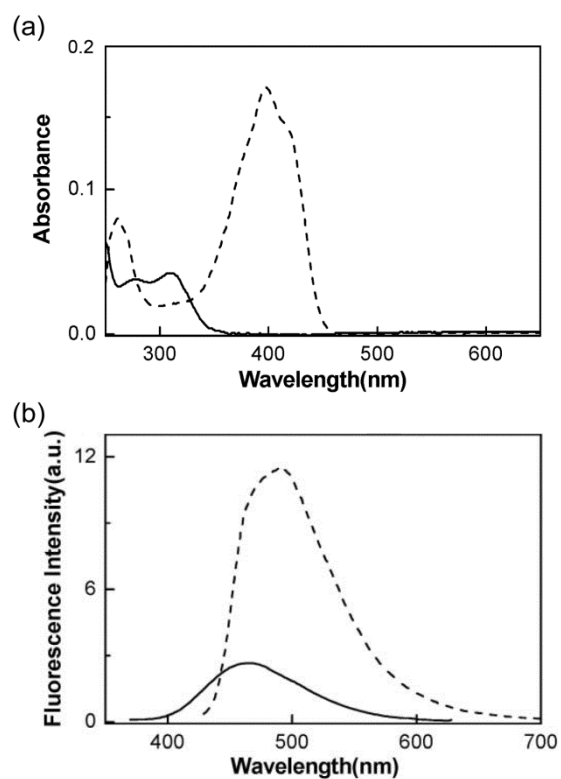 (a)
0.2
0.1
0.0
Absorbance
300 400 500 600
Wavelength(nm)
(b)
12
6
0
Fluorescence Intensity(a.u.)
400 500 600 700
Wavelength(nm)